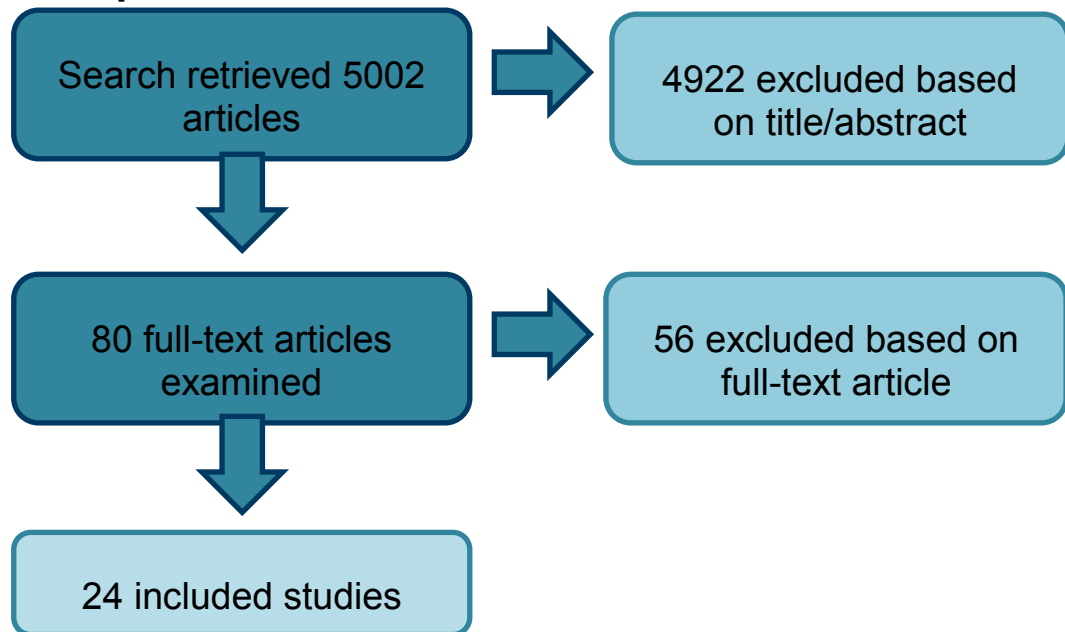 Search retrieved 5002
articles
4922 excluded based
on title/abstract
80 full-text articles
examined
56 excluded based on
full-text article
24 included studies